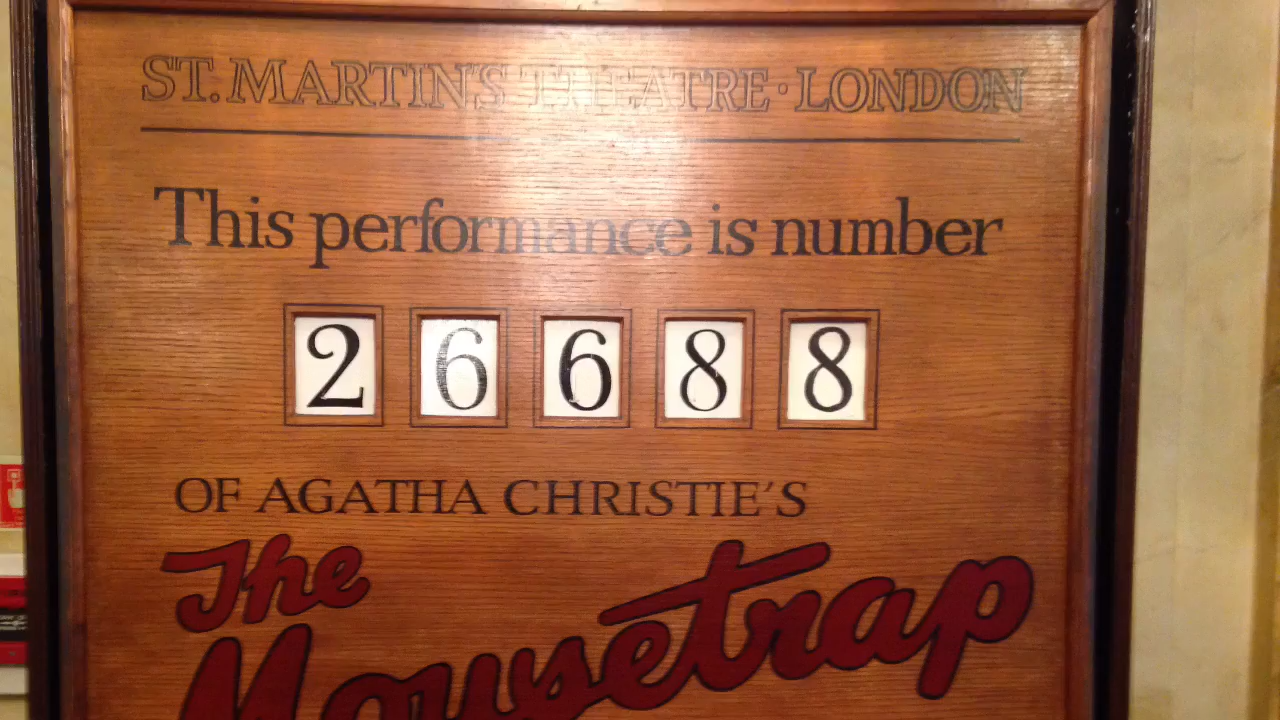 ST. MARTIN'S THEATRE · LONDON
This performance is number
2 6 6 8 8
OF AGATHA CHRISTIE'S
The
Mousetrap